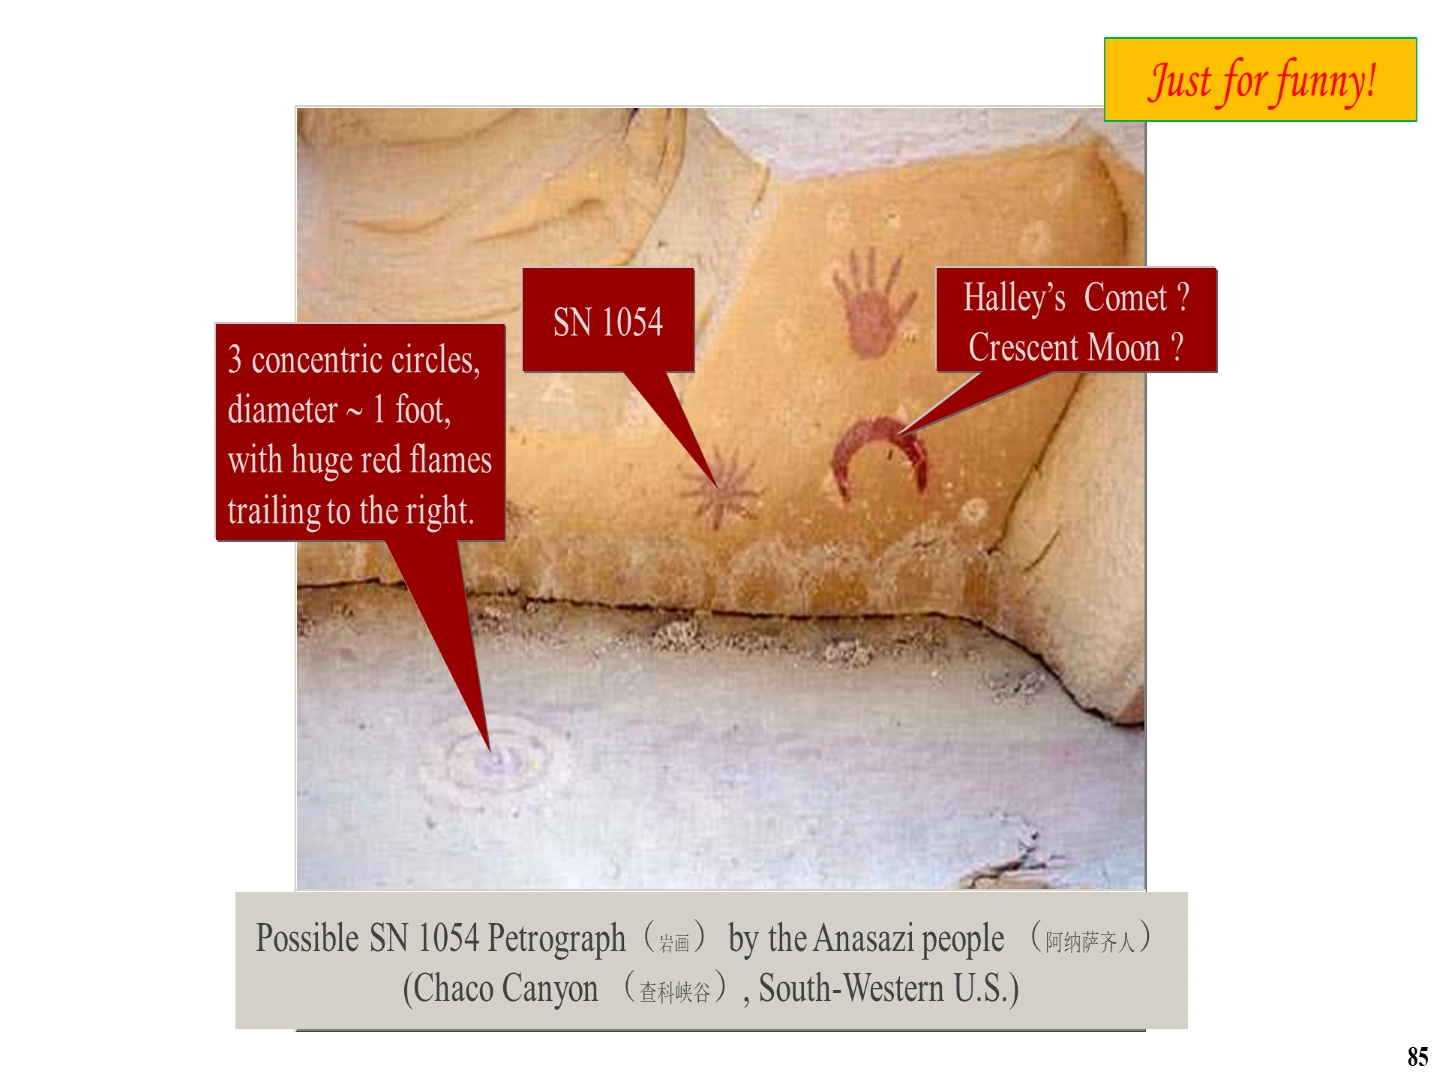 Just for funny!
SN 1054
Halley’s Comet ?
Crescent Moon ?
3 concentric circles,
diameter ~ 1 foot,
with huge red flames
trailing to the right.
Possible SN 1054 Petrograph（岩画） by the Anasazi people （阿纳萨齐人）
(Chaco Canyon （查科峡谷）, South-Western U.S.)
85